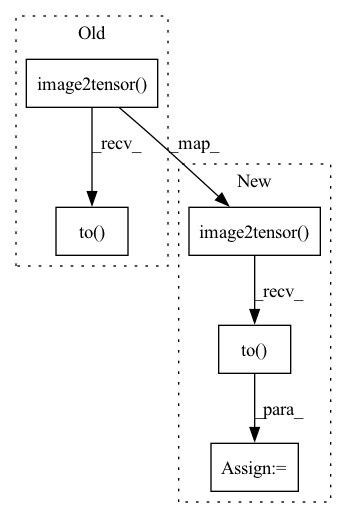 Old
image2tensor()
_recv_
_map_
to()
New
image2tensor()
_recv_
to()
_para_
Assign:=